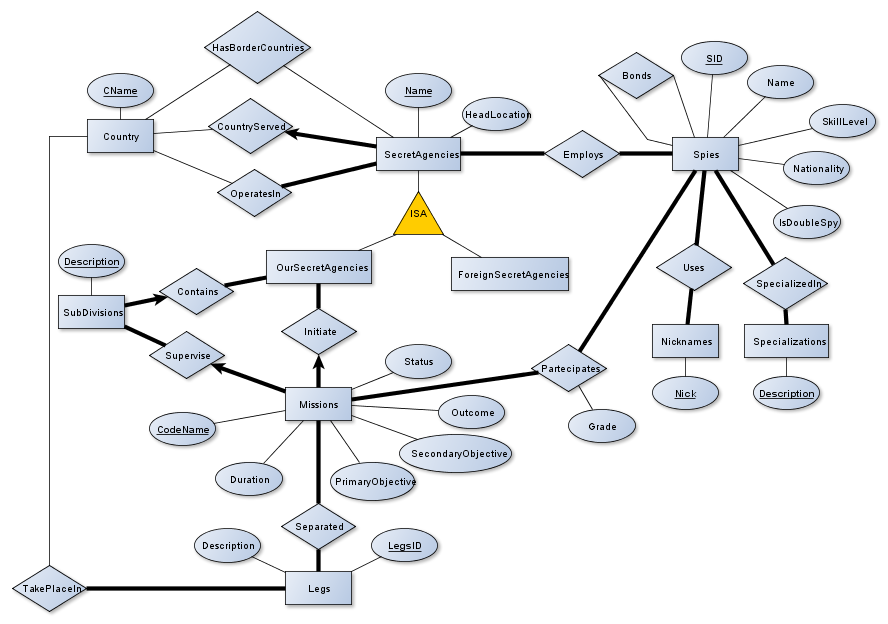 HasBorderCountries
SID
Bonds
Name
CName
Name
HeadLocation
SkillLevel
CountryServed
Country
SecretAgencies
Employs
Spies
Nationality
OperatesIn
ISA
IsDoubleSpy
Description
OurSecretAgencies
ForeignSecretAgencies
Uses
SpecializedIn
Contains
SubDivisions
Initiate
Nicknames
Specializations
Supervise
Status
Partecipates
Missions
Nick
Description
Outcome
CodeName
Grade
SecondaryObjective
Duration
PrimaryObjective
Separated
Description
LegsID
TakePlaceIn
Legs